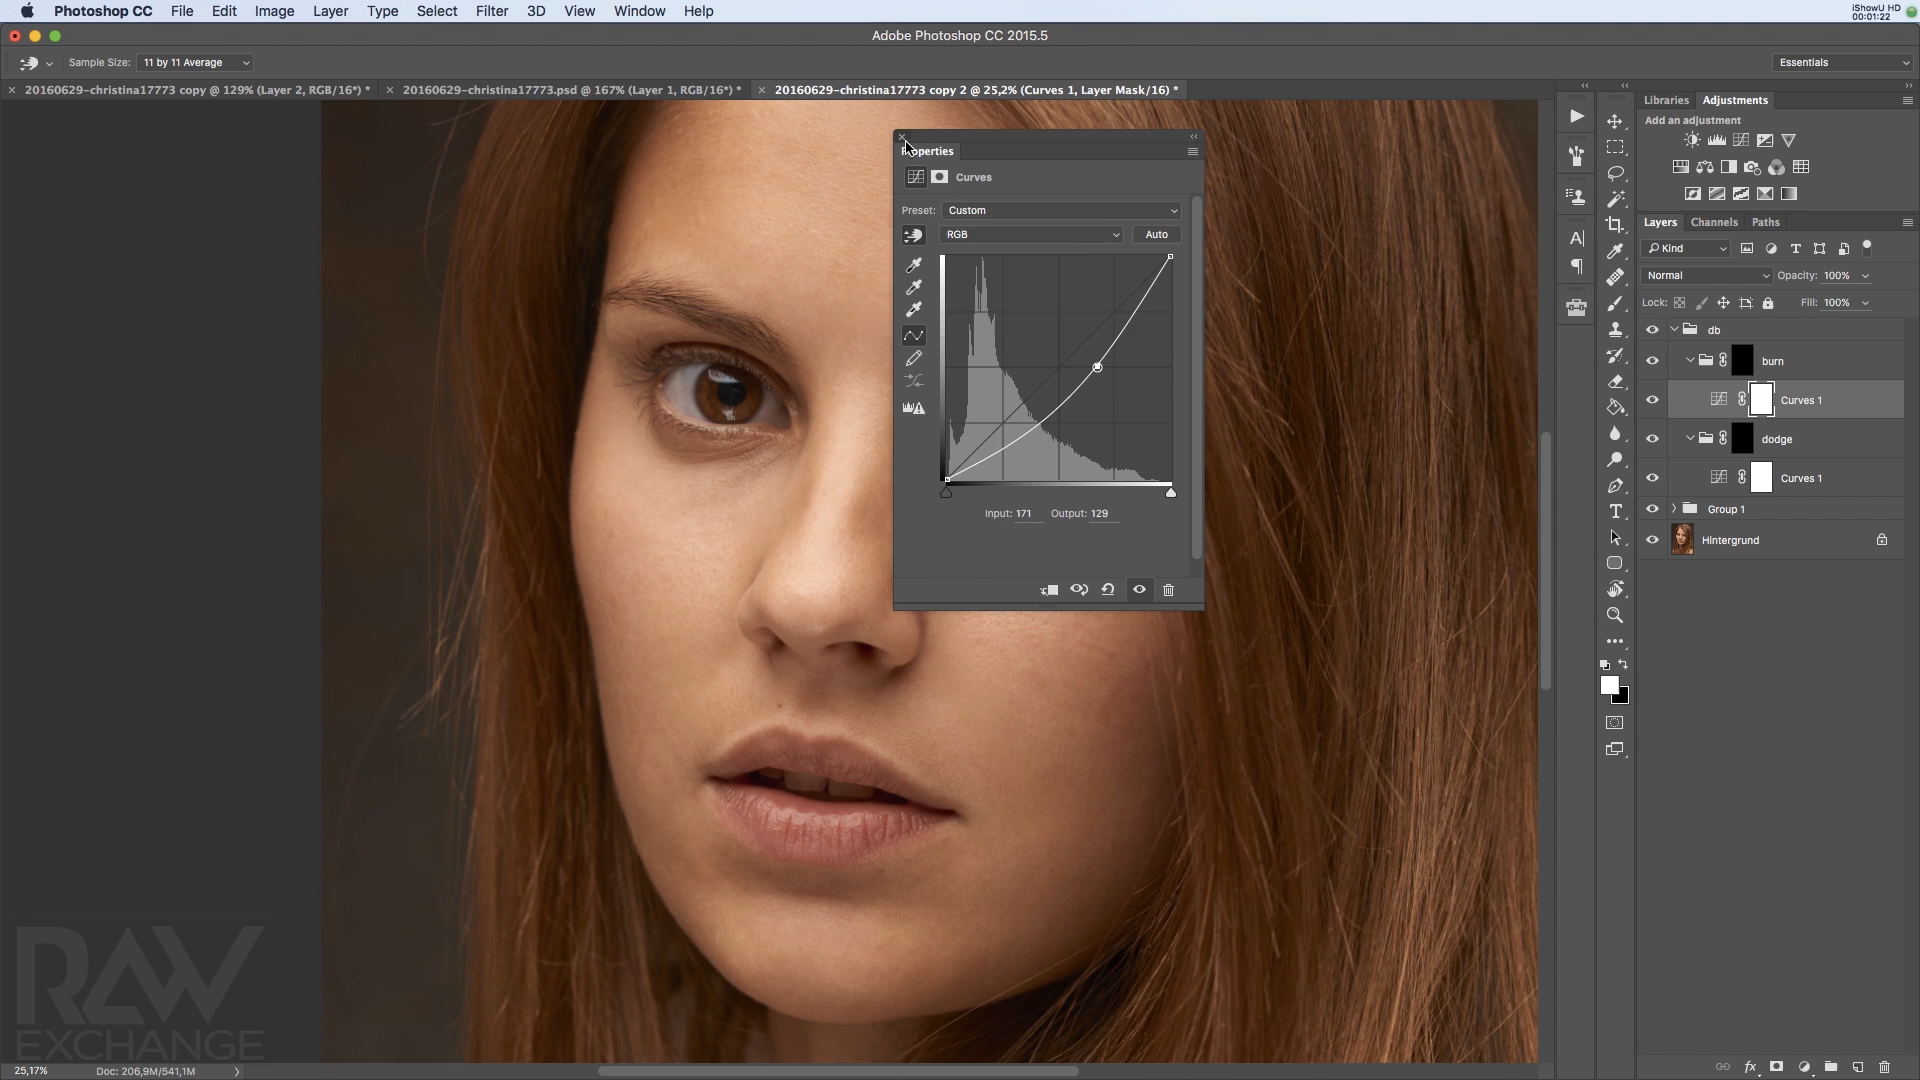 Photoshop CC File Edit Image Layer Type Select Filter 3D View Window Help
iShowU HD
00:01:22
Adobe Photoshop CC 2015.5
Sample Size: 11 by 11 Average
Essentials
20160629-christina17773 copy @ 129% (Layer 2, RGB/16*) *
20160629-christina17773.psd @ 167% (Layer 1, RGB/16*) *
20160629-christina17773 copy 2 @ 25,2% (Curves 1, Layer Mask/16) *
Properties
Curves
Preset: Custom
RGB
Auto
Input: 171 Output: 129
Libraries Adjustments
Add an adjustment
Layers Channels Paths
Kind
Normal
Opacity: 100%
Lock:
Fill: 100%
db
burn
Curves 1
dodge
Curves 1
Group 1
Hintergrund
RAW
EXCHANGE
25,17%
Doc: 206,9M/541,1M